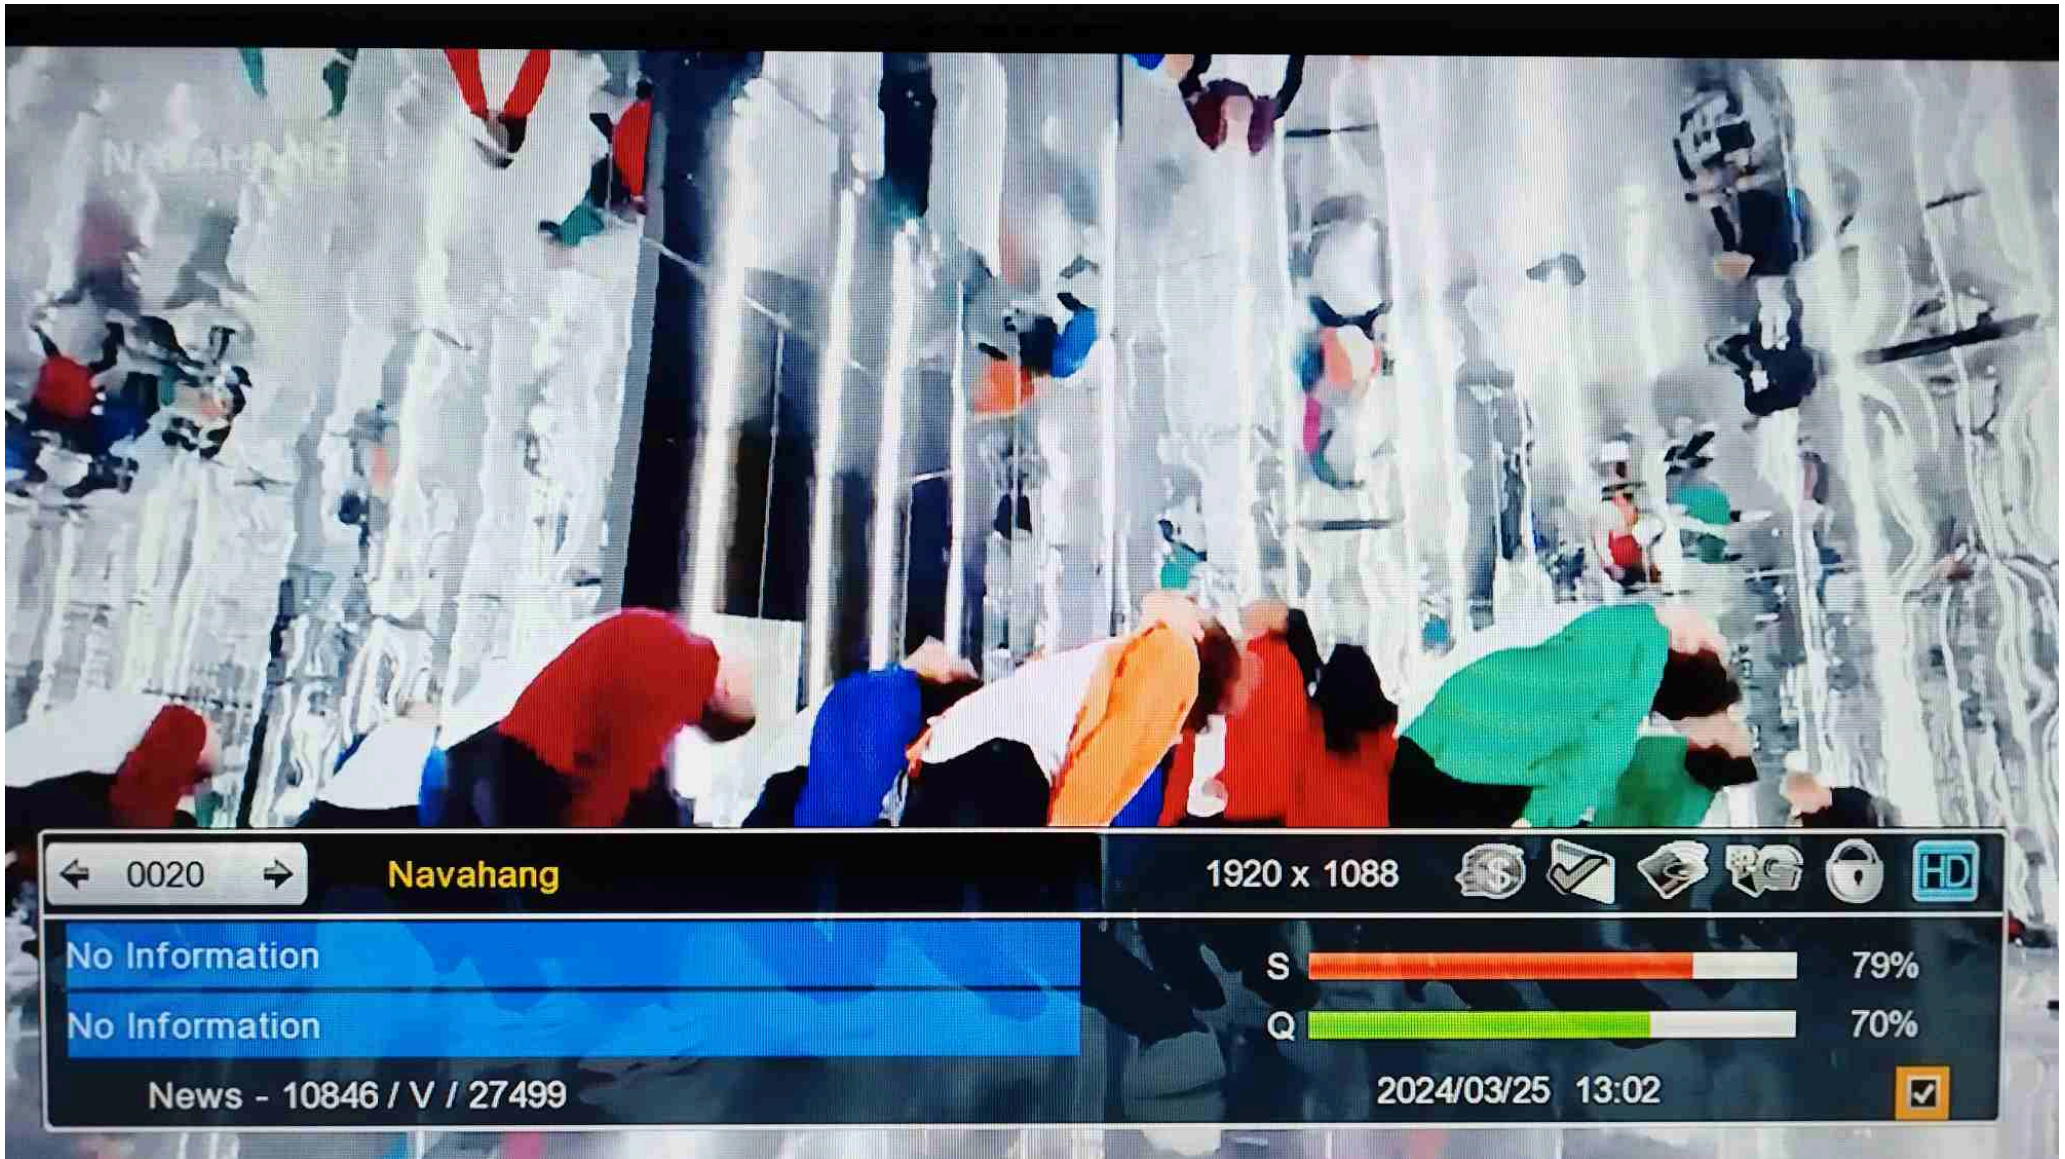 NAVAHANG
0020
Navahang
1920 x 1088
HD
No Information
No Information
S 79%
Q 70%
News - 10846 / V / 27499
2024/03/25 13:02